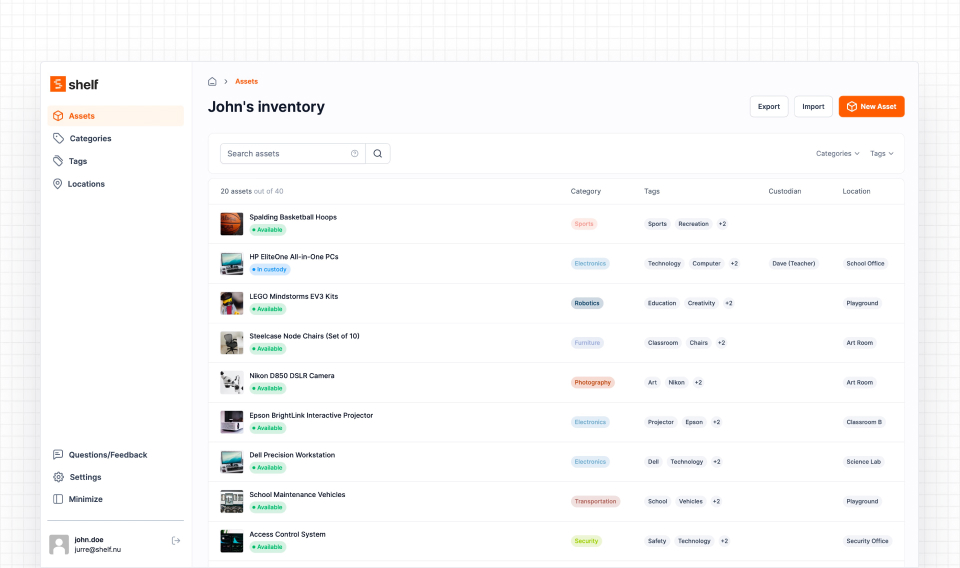 shelf
Assets
Categories
Tags
Locations
Questions/Feedback
Settings
Minimize
john.doe
jurre@shelf.nu
Assets
John's inventory
Export Import New Asset
Search assets
Categories Tags
20 assets out of 40 Category Tags Custodian Location
Spalding Basketball Hoops
Available
Sports Sports Recreation +2
HP EliteOne All-in-One PCs
In custody
Electronics Technology Computer +2 Dave (Teacher) School Office
LEGO Mindstorms EV3 Kits
Available
Robotics Education Creativity +2 Playground
Steelcase Node Chairs (Set of 10)
Available
Furniture Classroom Chairs +2 Art Room
Nikon D850 DSLR Camera
Available
Photography Art Nikon +2 Art Room
Epson BrightLink Interactive Projector
Available
Electronics Projector Epson +2 Classroom B
Dell Precision Workstation
Available
Electronics Dell Technology +2 Science Lab
School Maintenance Vehicles
Available
Transportation School Vehicles +2 Playground
Access Control System
Available
Security Safety Technology +2 Security Office